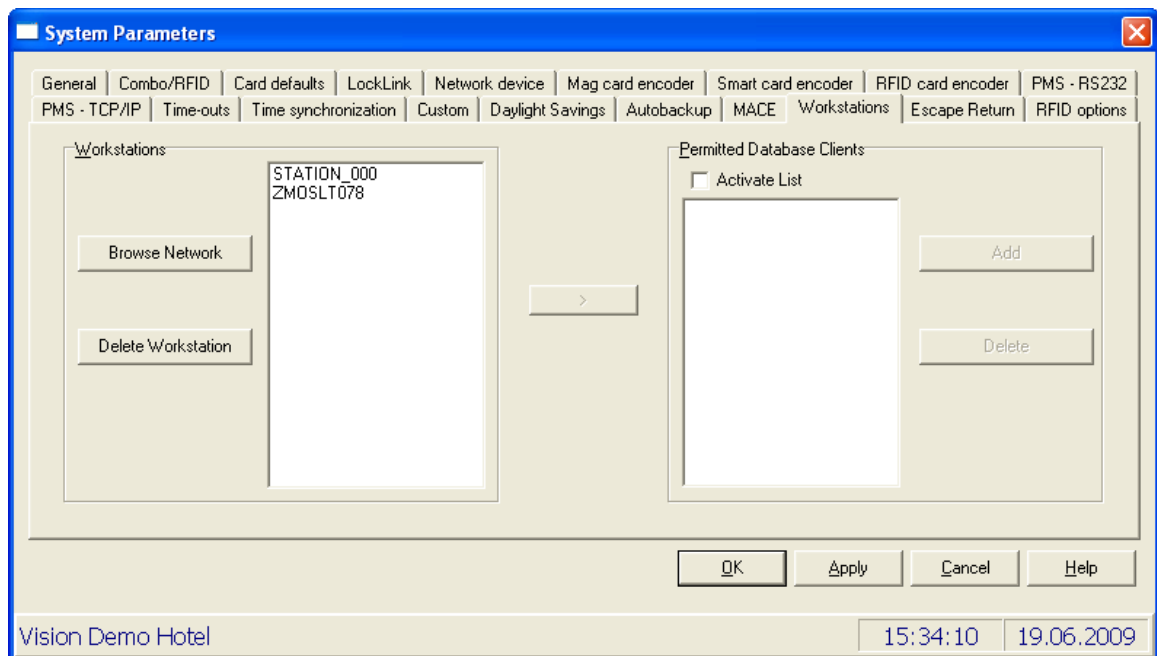 System Parameters
General Combo/RFID Card defaults LockLink Network device Mag card encoder Smart card encoder RFID card encoder PMS - RS232
PMS - TCP/IP Time-outs Time synchronization Custom Daylight Savings Autobackup MACE Workstations Escape Return RFID options
Workstations
STATION_000
ZMOSLT078
Browse Network
Delete Workstation
>
Permitted Database Clients
Activate List
Add
Delete
OK Apply Cancel Help
Vision Demo Hotel 15:34:10 19.06.2009